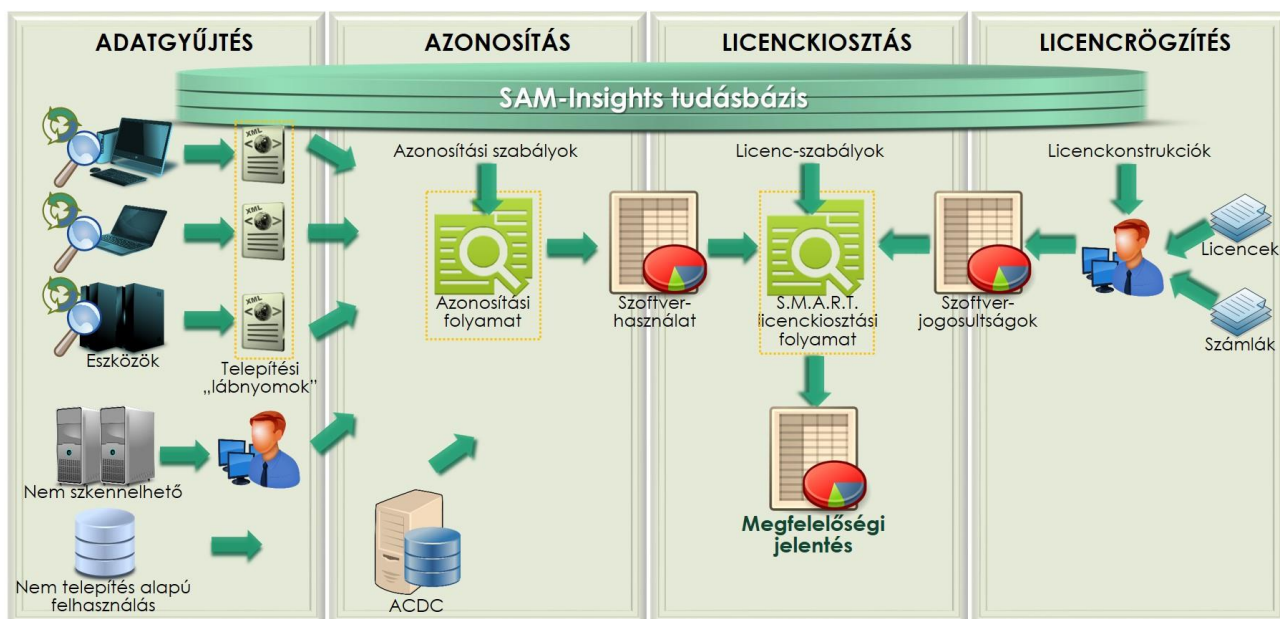 ADATGYŰJTÉS
AZONOSÍTÁS
LICENCKIOSZTÁS
LICENCRÖGZÍTÉS
SAM-Insights tudásbázis
XML
XML
XML
Eszközök
Telepítési
„lábnyomok”
Nem szkennelhető
Nem telepítés alapú
felhasználás
Azonosítási szabályok
Azonosítási
folyamat
Szoftver-
használat
ACDC
Licenc-szabályok
S.M.A.R.T.
licenckiosztási
folyamat
Megfelelőségi
jelentés
Szoftver-
jogosultságok
Licenckonstrukciók
Licencek
Számlák